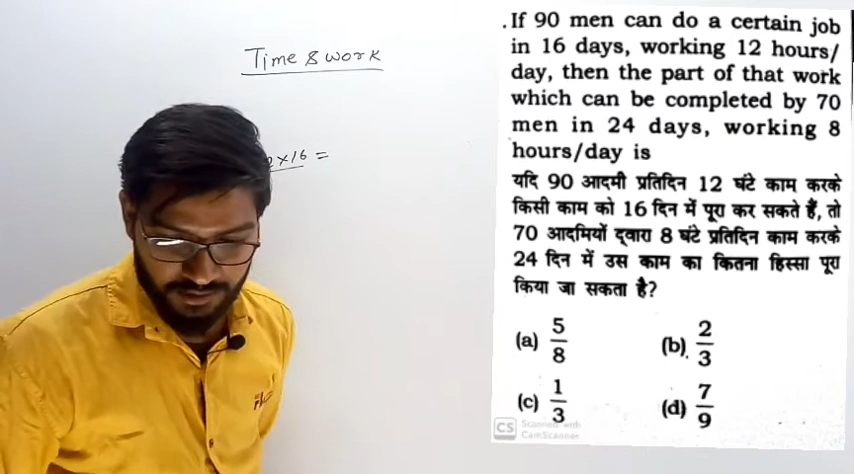 Time & work
2×16 =
.If 90 men can do a certain job
in 16 days, working 12 hours/
day, then the part of that work
which can be completed by 70
men in 24 days, working 8
hours/day is
यदि 90 आदमी प्रतिदिन 12 घंटे काम करके
किसी काम को 16 दिन में पूरा कर सकते हैं, तो
70 आदमियों द्वारा 8 घंटे प्रतिदिन काम करके
24 दिन में उस काम का कितना हिस्सा पूरा
किया जा सकता है?
(a) 5/8 (b) 2/3
(c) 1/3 (d) 7/9
CS Scanned with
CamScanner